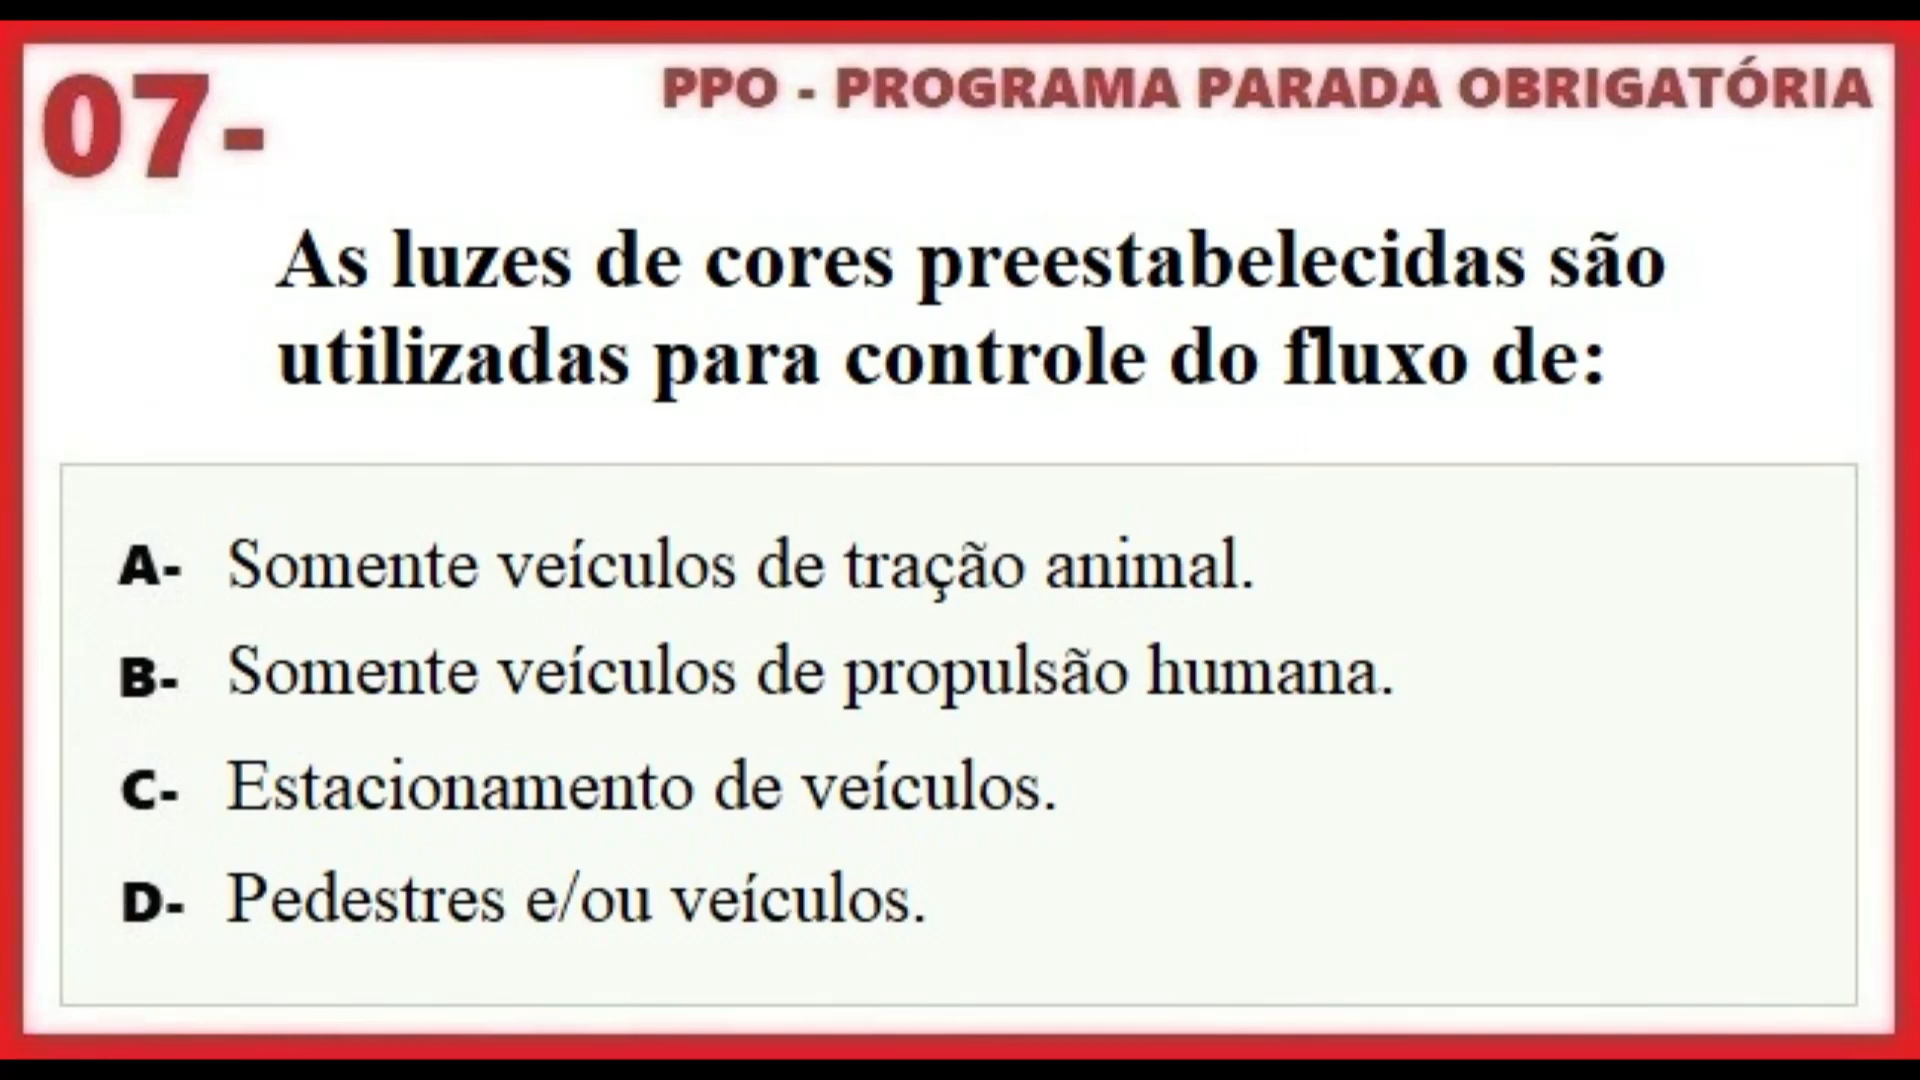 07-
PPO - PROGRAMA PARADA OBRIGATÓRIA
As luzes de cores preestabelecidas são
utilizadas para controle do fluxo de:
A- Somente veículos de tração animal.
B- Somente veículos de propulsão humana.
C- Estacionamento de veículos.
D- Pedestres e/ou veículos.